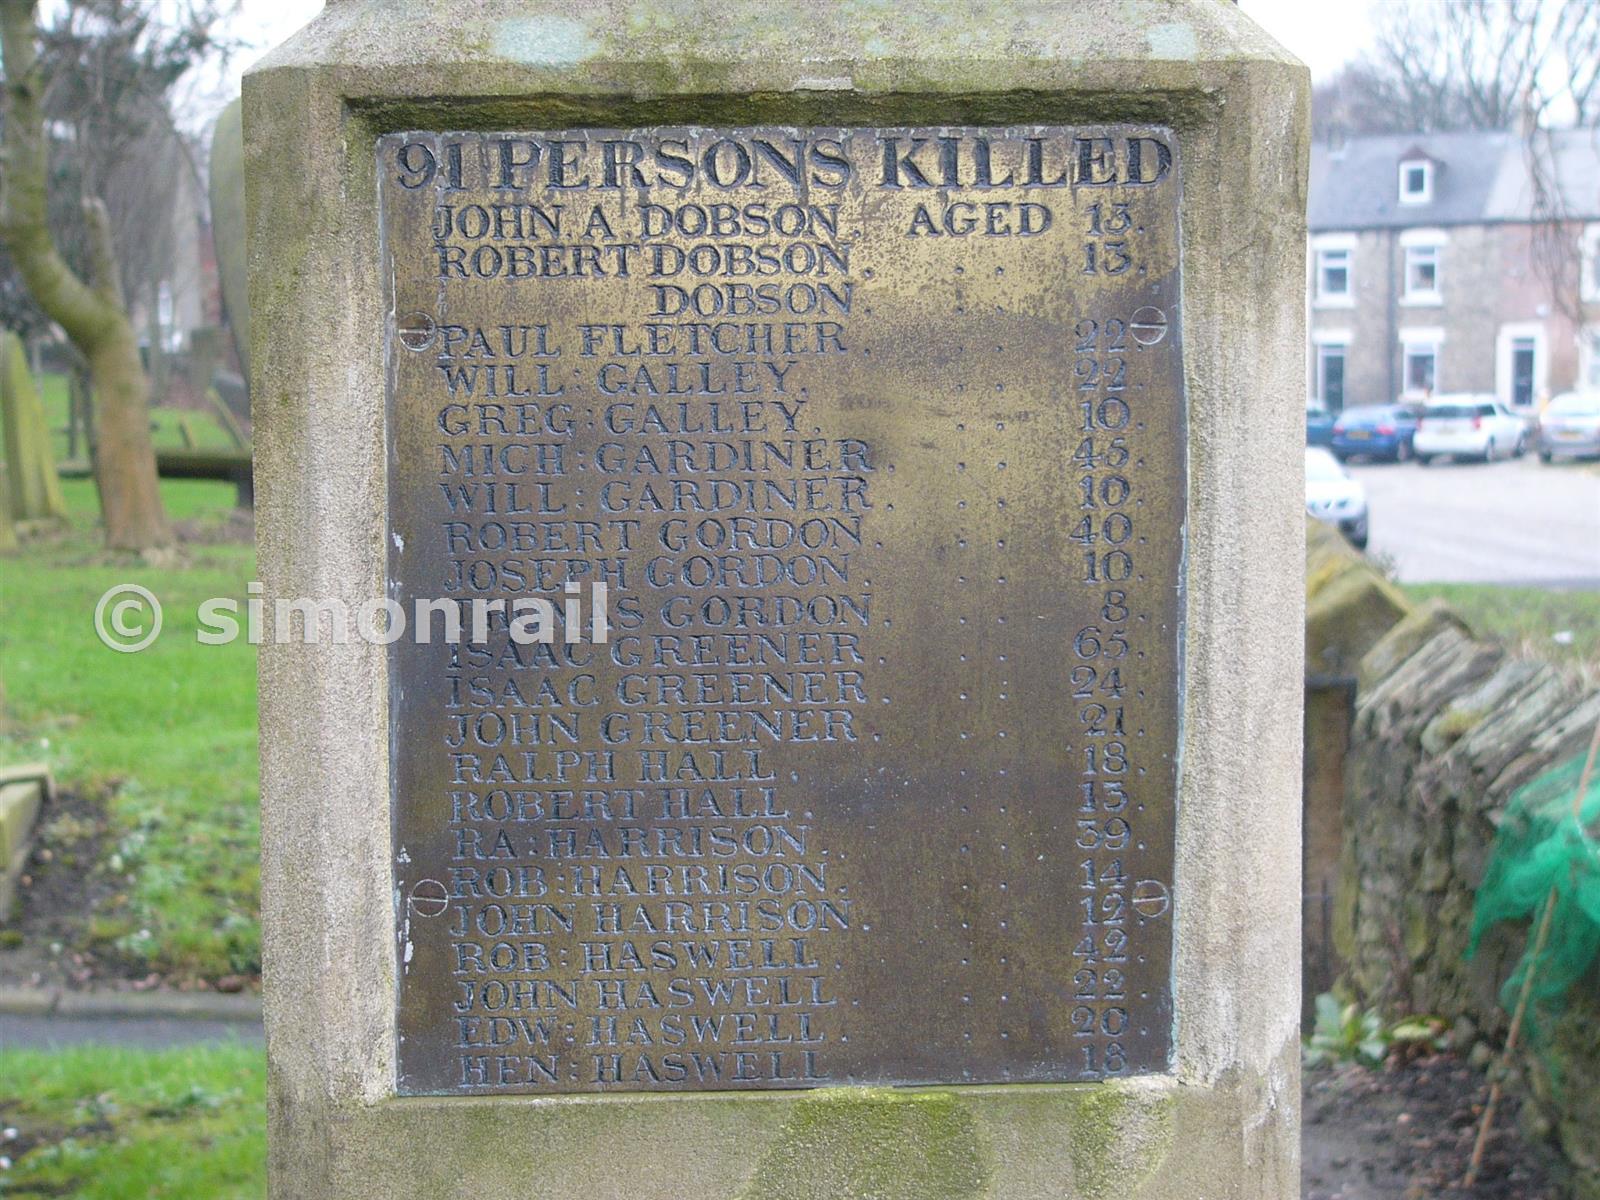 91 PERSONS KILLED
JOHN. A DOBSON. AGED 13.
ROBERT DOBSON. . . 13.
DOBSON. . .
PAUL FLETCHER. . . 22.
WILL: GALLEY. . . 22.
GREG: GALLEY. . . 10.
MICH: GARDINER. . . 45.
WILL: GARDINER. . . 10.
ROBERT GORDON. . . 40.
JOSEPH GORDON. . . 10.
GORDON. . . 8.
© simonrail
ISAAC GREENER. . . 65.
ISAAC GREENER. . : 24.
JOHN GREENER. . . 21.
RALPH HALL. . . 18.
ROBERT HALL. . . 13.
RA: HARRISON. . . 39.
ROB: HARRISON. . . 14.
JOHN HARRISON. . . 12.
ROB: HASWELL. . . 42.
JOHN HASWELL. . . 22.
EDW: HASWELL. . . 20.
HEN: HASWELL. . . 18.